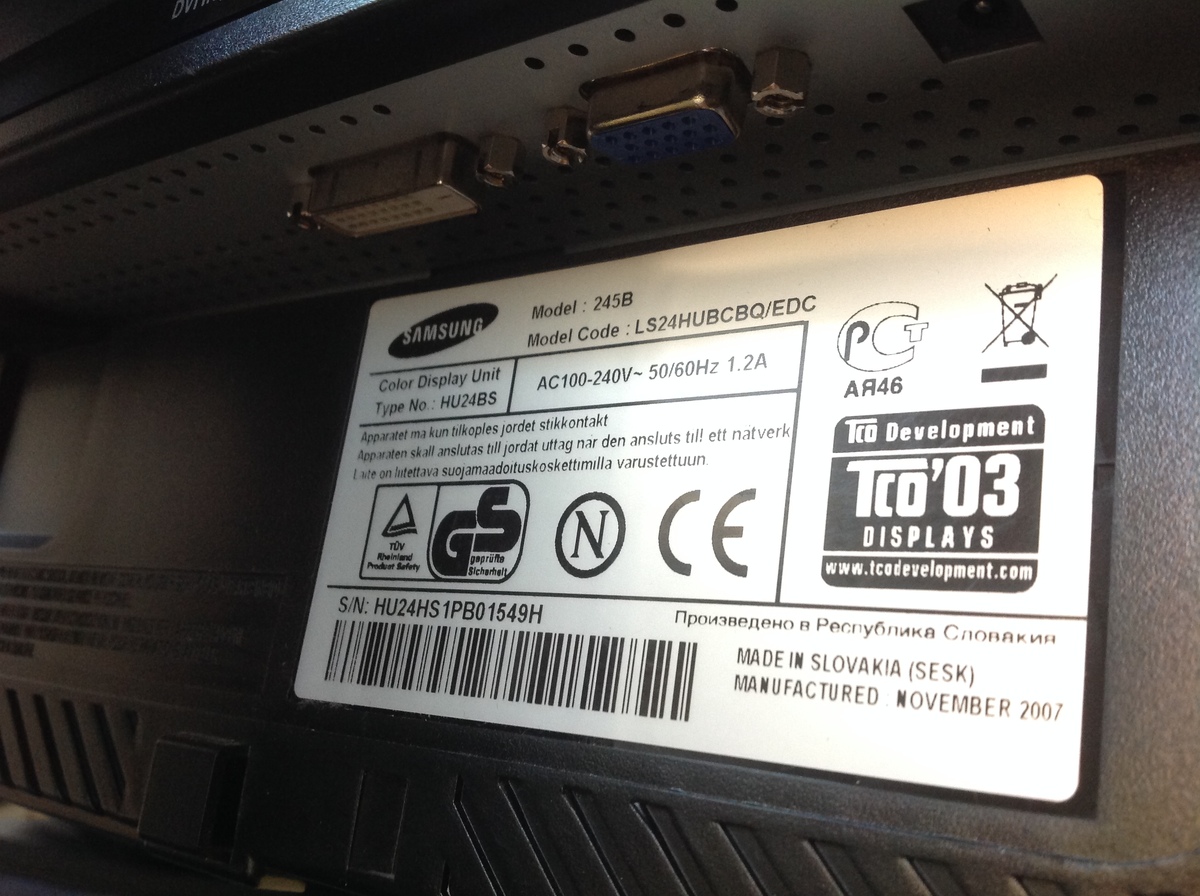 SAMSUNG
Model : 245B
Model Code : LS24HUBCBQ/EDC
Color Display Unit
Type No.: HU24BS
AC100-240V~ 50/60Hz 1.2A
Apparatet ma kun tilkoples jordet stikkontakt
Apparaten skall anslutas till jordat uttag när den ansluts till ett natverk
Laite on liitettava suojamaadoituskoskettimilla varustettuun.
TÜV
Rheinland
Product Safety
GS
geprüfte
Sicherheit
N
CE
PCT
АЯ46
TCO Development
TCO'03
DISPLAYS
www.tcodevelopment.com
S/N: HU24HS1PB01549H
Произведено в Республика Словакия
MADE IN SLOVAKIA (SESK)
MANUFACTURED : NOVEMBER 2007